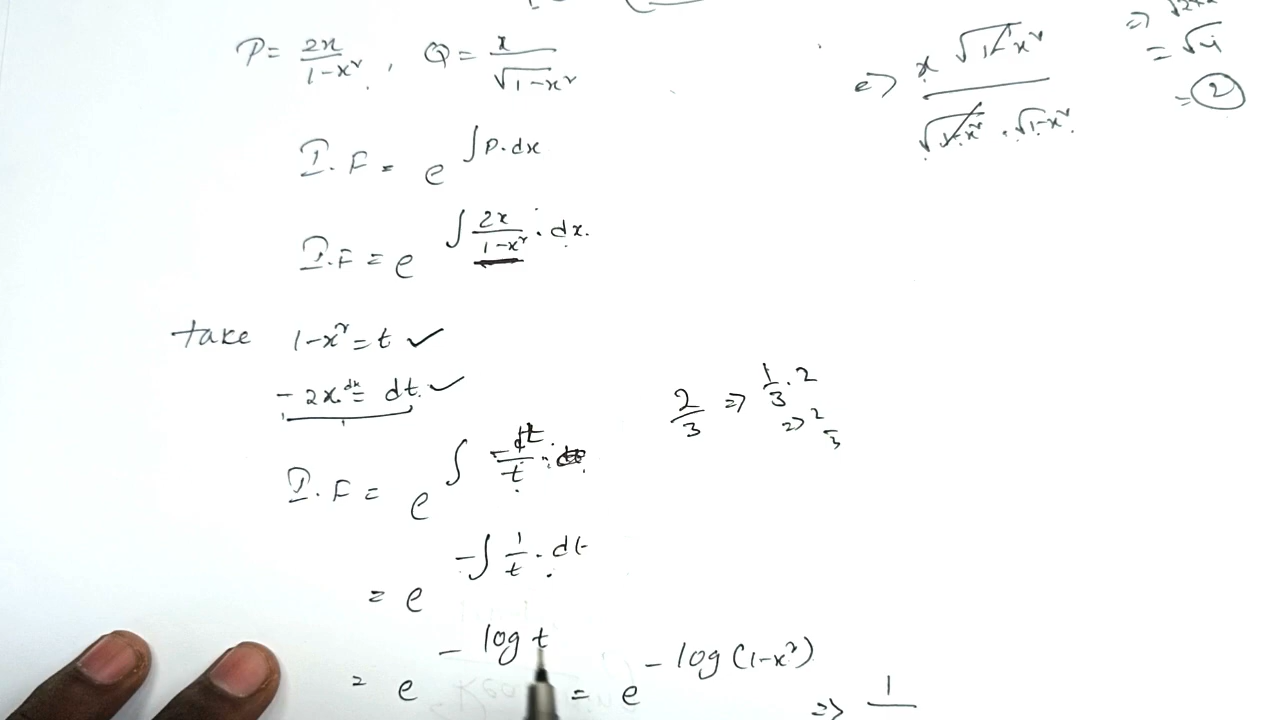 P = 2x/1-x², Q = x/√1-x²
I.F = e^∫P.dx
I.F = e^∫ 2x/1-x² . dx.
take 1-x² = t ✓
-2x.dx = dt. ✓
I.F = e^∫ -dt/t
= e^-∫ 1/t . dt
= e^-log t = e^-log(1-x²) => 1
=> x √1-x² / √1-x² . √1-x²
=>
= √4
= 2
2/3 => 1/3 . 2
=> 2/3